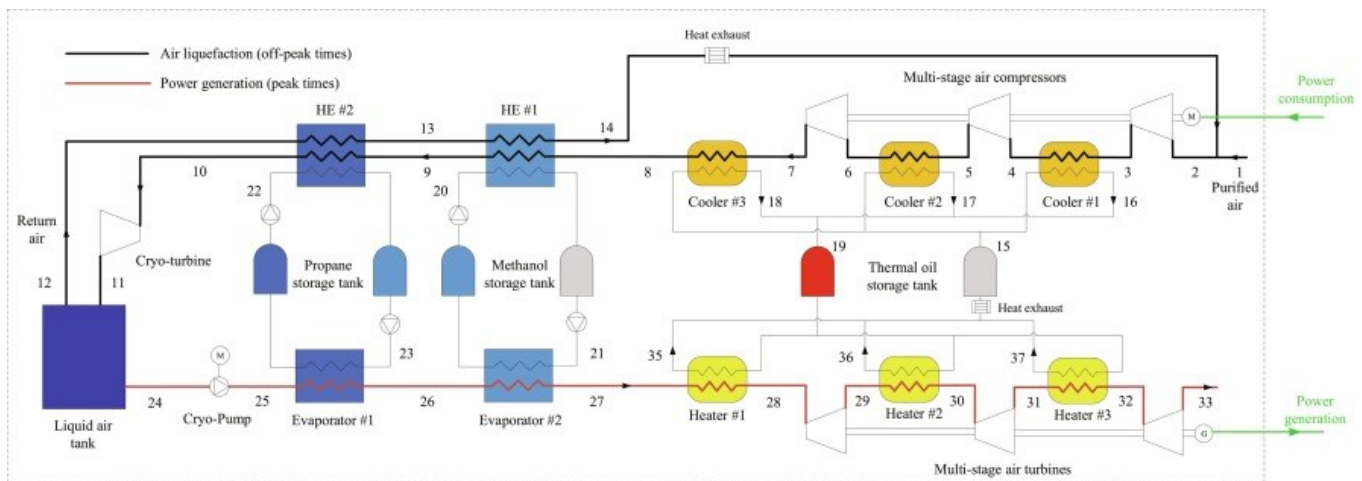 Air liquefaction (off-peak times)
Power generation (peak times)
Heat exhaust
Multi-stage air compressors
Power
consumption
M
HE #2
HE #1
13
14
10
9
8
7
6
5
4
3
2
1
Purified
air
22
20
Cooler #3
18
Cooler #2
17
Cooler #1
16
Return
air
Cryo-turbine
12
11
Propane
storage tank
Methanol
storage tank
19
Thermal oil
storage tank
15
Heat exhaust
M
23
21
35
36
37
24
25
26
27
28
29
30
31
32
33
Liquid air
tank
Cryo-Pump
Evaporator #1
Evaporator #2
Heater #1
Heater #2
Heater #3
G
Power
generation
Multi-stage air turbines